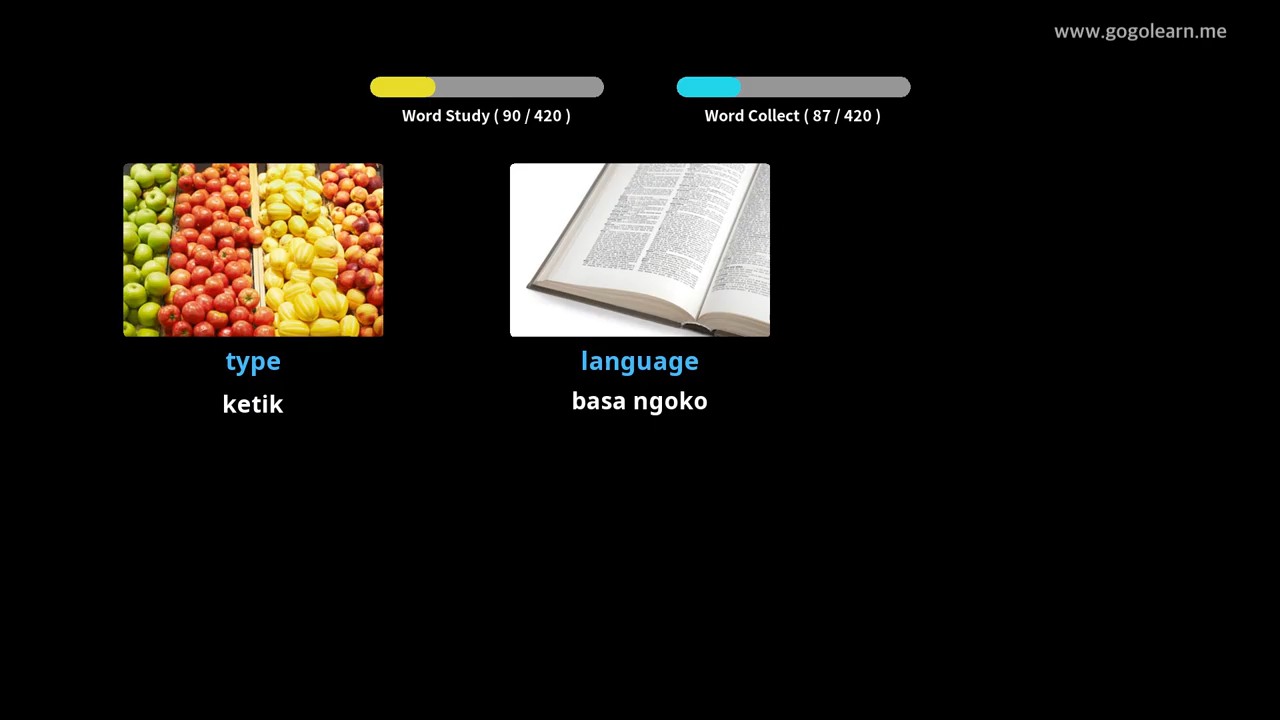 www.gogolearn.me
Word Study ( 90 / 420 )
Word Collect ( 87 / 420 )
type
ketik
language
basa ngoko